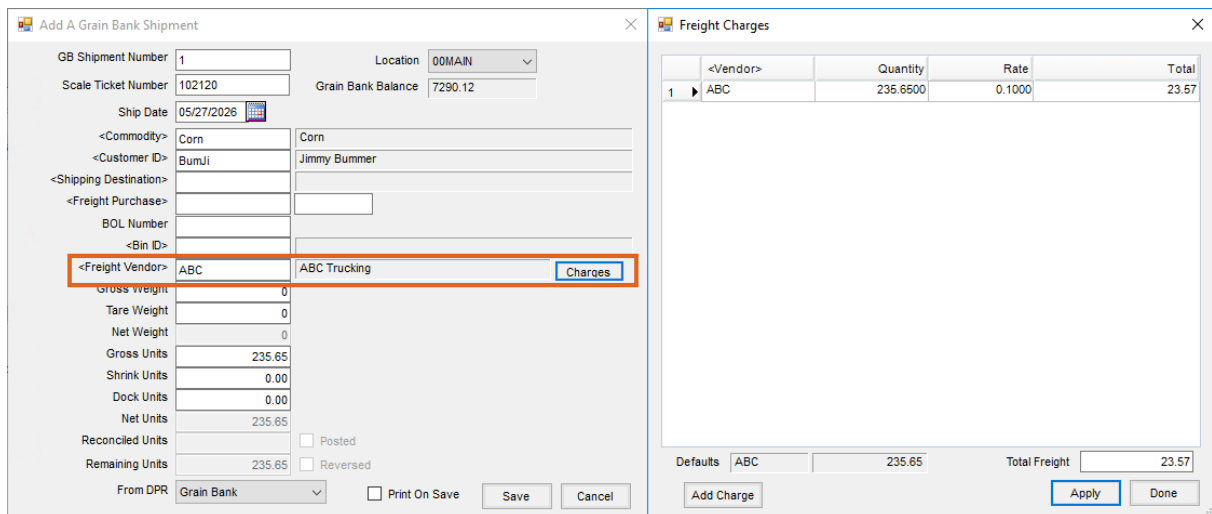 Add A Grain Bank Shipment
GB Shipment Number 1 Location 00MAIN
Scale Ticket Number 102120 Grain Bank Balance 7290.12
Ship Date 05/27/2026
<Commodity> Corn Corn
<Customer ID> BumJi Jimmy Bummer
<Shipping Destination>
<Freight Purchase>
BOL Number
<Bin ID>
<Freight Vendor> ABC ABC Trucking Charges
Gross Weight 0
Tare Weight 0
Net Weight 0
Gross Units 235.65
Shrink Units 0.00
Dock Units 0.00
Net Units 235.65
Reconciled Units Posted
Remaining Units 235.65 Reversed
From DPR Grain Bank Print On Save Save Cancel
Freight Charges
<Vendor> Quantity Rate Total
1 ABC 235.6500 0.1000 23.57
Defaults ABC 235.65 Total Freight 23.57
Add Charge Apply Done